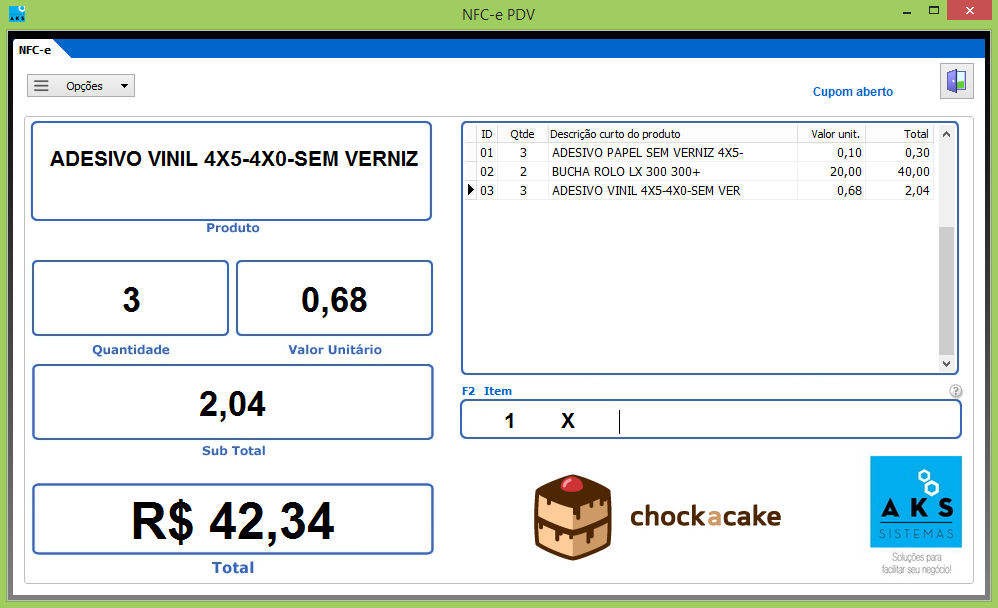 AKS
NFC-e PDV
NFC-e
Opções
Cupom aberto
ADESIVO VINIL 4X5-4X0-SEM VERNIZ
Produto
3
Quantidade
0,68
Valor Unitário
2,04
Sub Total
R$ 42,34
Total
ID Qtde Descrição curto do produto Valor unit. Total
01 3 ADESIVO PAPEL SEM VERNIZ 4X5- 0,10 0,30
02 2 BUCHA ROLO LX 300 300+ 20,00 40,00
03 3 ADESIVO VINIL 4X5-4X0-SEM VER 0,68 2,04
F2 Item
?
1 X
chockacake
AKS
SISTEMAS
Soluções para
facilitar seu negócio!